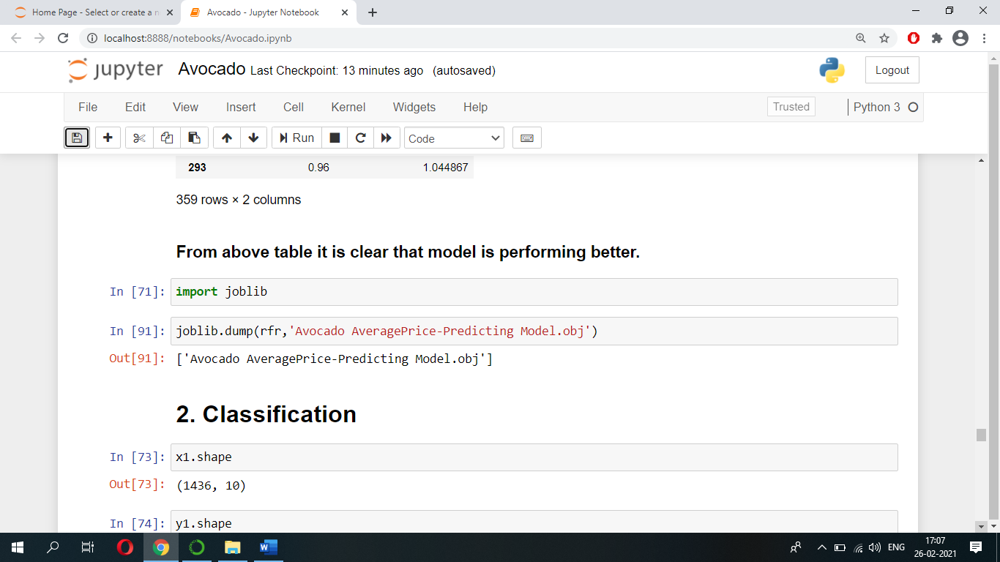 Home Page - Select or create a n
Avocado - Jupyter Notebook
localhost:8888/notebooks/Avocado.ipynb
jupyter Avocado Last Checkpoint: 13 minutes ago (autosaved)
Logout
File Edit View Insert Cell Kernel Widgets Help
Trusted
Python 3
Run
Code
293 0.96 1.044867
359 rows × 2 columns
From above table it is clear that model is performing better.
In [71]: import joblib
In [91]: joblib.dump(rfr,'Avocado AveragePrice-Predicting Model.obj')
Out[91]: ['Avocado AveragePrice-Predicting Model.obj']
2. Classification
In [73]: x1.shape
Out[73]: (1436, 10)
In [74]: y1.shape
ENG
17:07
26-02-2021